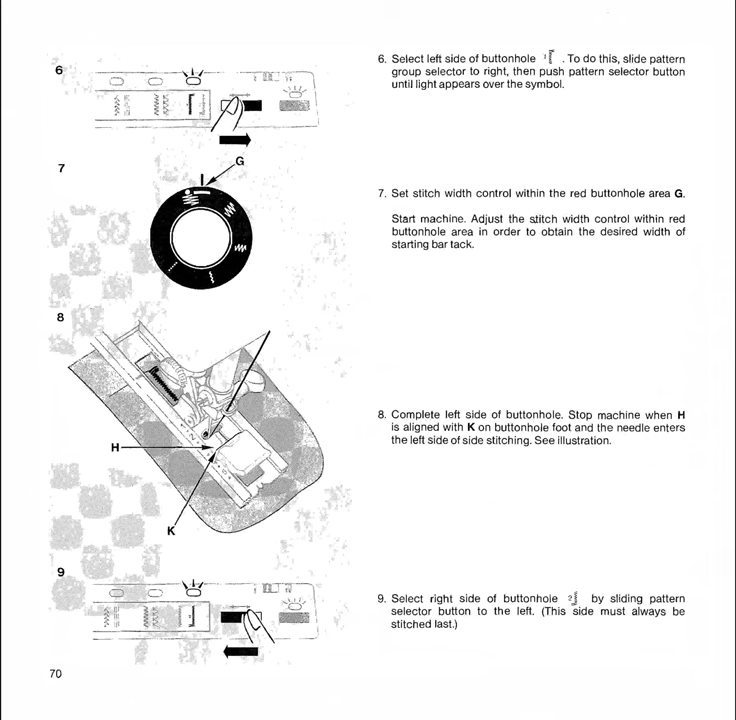 6
6. Select left side of buttonhole 1 . To do this, slide pattern
group selector to right, then push pattern selector button
until light appears over the symbol.
7
G
7. Set stitch width control within the red buttonhole area G.
Start machine. Adjust the stitch width control within red
buttonhole area in order to obtain the desired width of
starting bar tack.
8
H
K
8. Complete left side of buttonhole. Stop machine when H
is aligned with K on buttonhole foot and the needle enters
the left side of side stitching. See illustration.
9
9. Select right side of buttonhole 2 by sliding pattern
selector button to the left. (This side must always be
stitched last.)
70